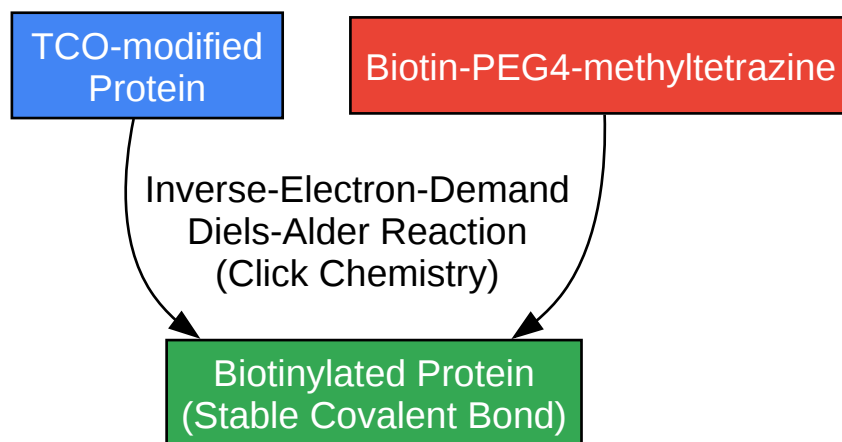 TCO-modified
Protein
Biotin-PEG4-methyltetrazine
Inverse-Electron-Demand
Diels-Alder Reaction
(Click Chemistry)
Biotinylated Protein
(Stable Covalent Bond)